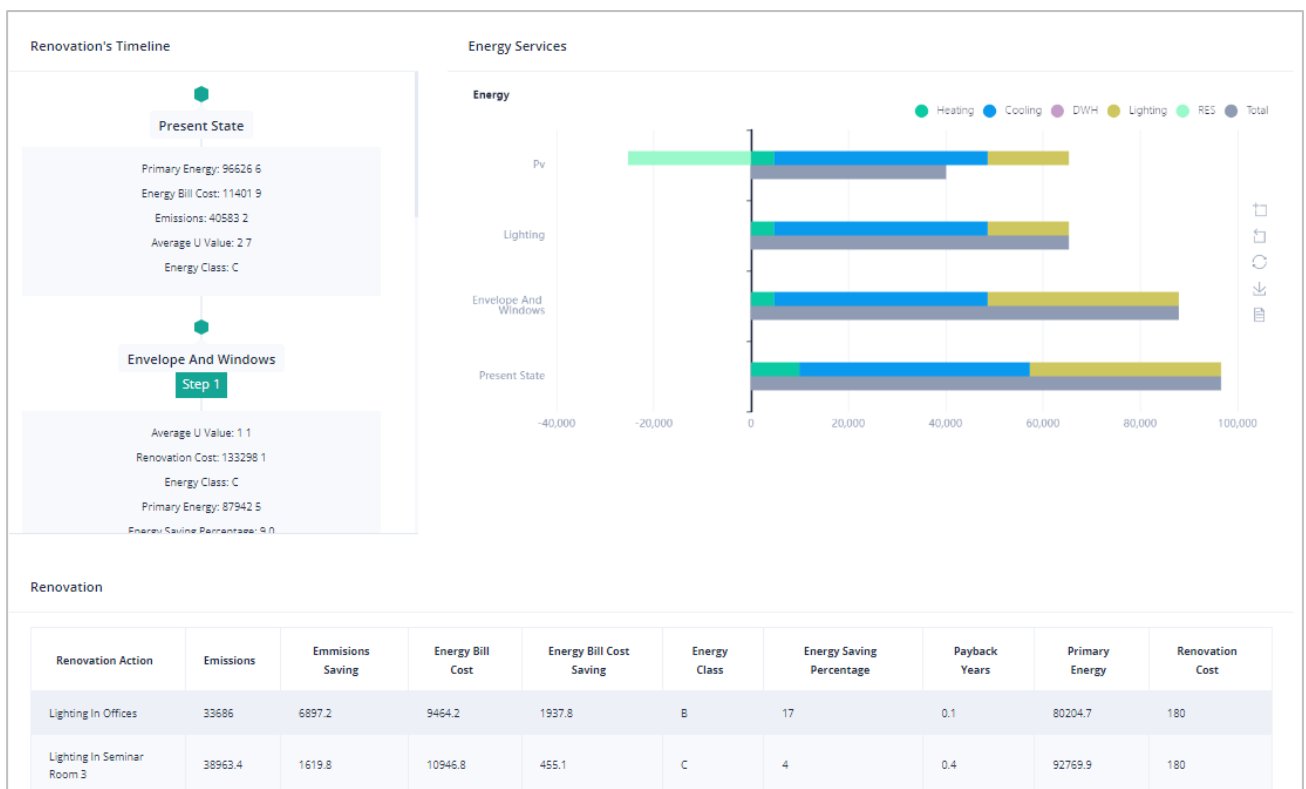 Renovation's Timeline
Present State
Primary Energy: 96626 6
Energy Bill Cost: 11401 9
Emissions: 40583 2
Average U Value: 2 7
Energy Class: C
Envelope And Windows
Step 1
Average U Value: 1 1
Renovation Cost: 133298 1
Energy Class: C
Primary Energy: 87942 5
Energy Saving Percentage: 9 0
Energy Services
Energy
Heating Cooling DWH Lighting RES Total
Pv
Lighting
Envelope And
Windows
Present State
-40,000 -20,000 0 20,000 40,000 60,000 80,000 100,000
Renovation
Renovation Action Emissions Emmisions Saving Energy Bill Cost Energy Bill Cost Saving Energy Class Energy Saving Percentage Payback Years Primary Energy Renovation Cost
Lighting In Offices 33686 6897.2 9464.2 1937.8 B 17 0.1 80204.7 180
Lighting In Seminar Room 3 38963.4 1619.8 10946.8 455.1 C 4 0.4 92769.9 180